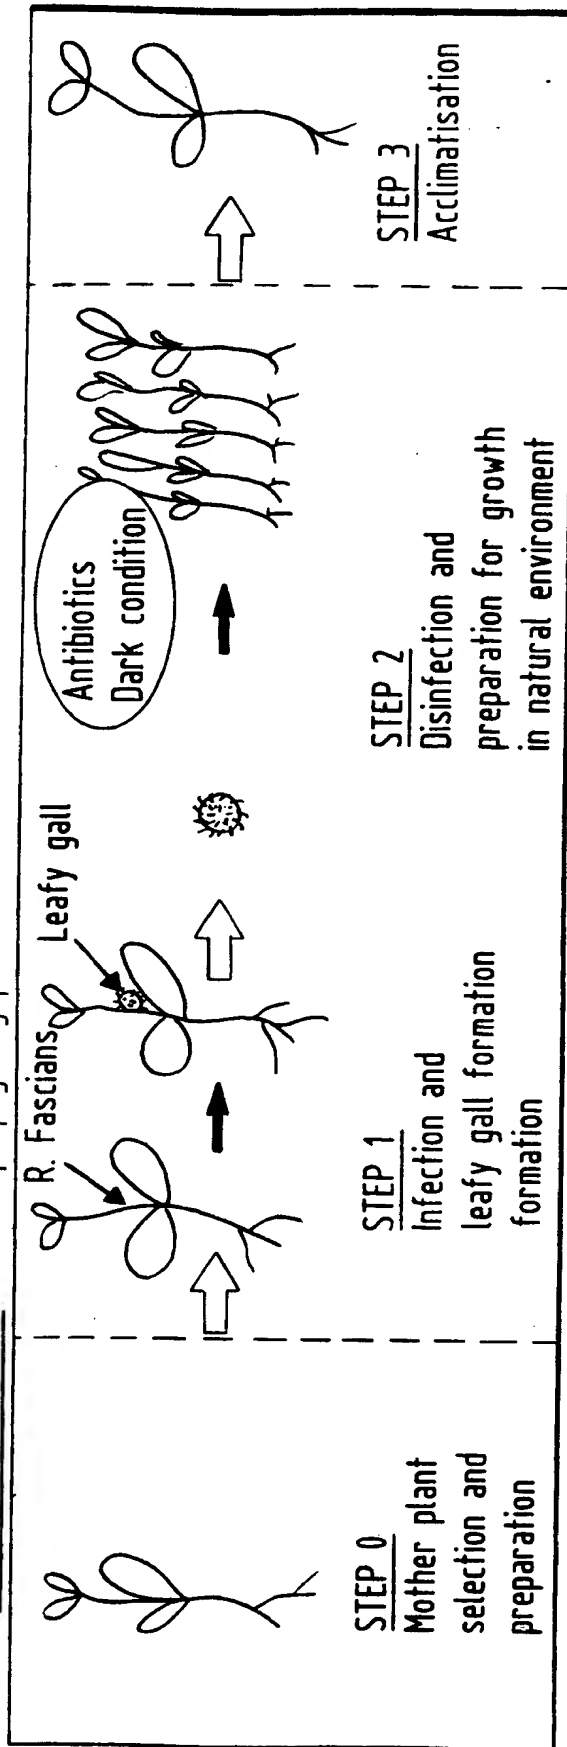 STEP 0
Mother plant
selection and
preparation
R. Fascians
Leafy gall
STEP 1
Infection and
leafy gall formation
formation
Antibiotics
Dark condition
STEP 2
Disinfection and
preparation for growth
in natural environment
STEP 3
Acclimatisation